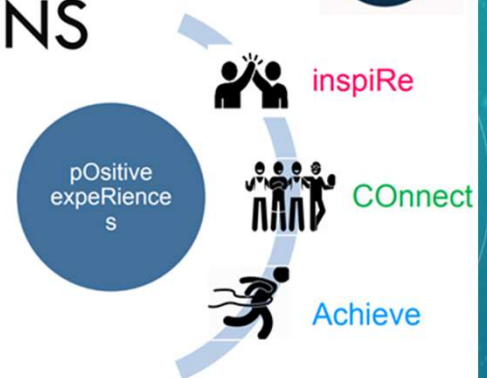 NS
inspiRe
pOsitive
expeRience
s
COnnect
Achieve